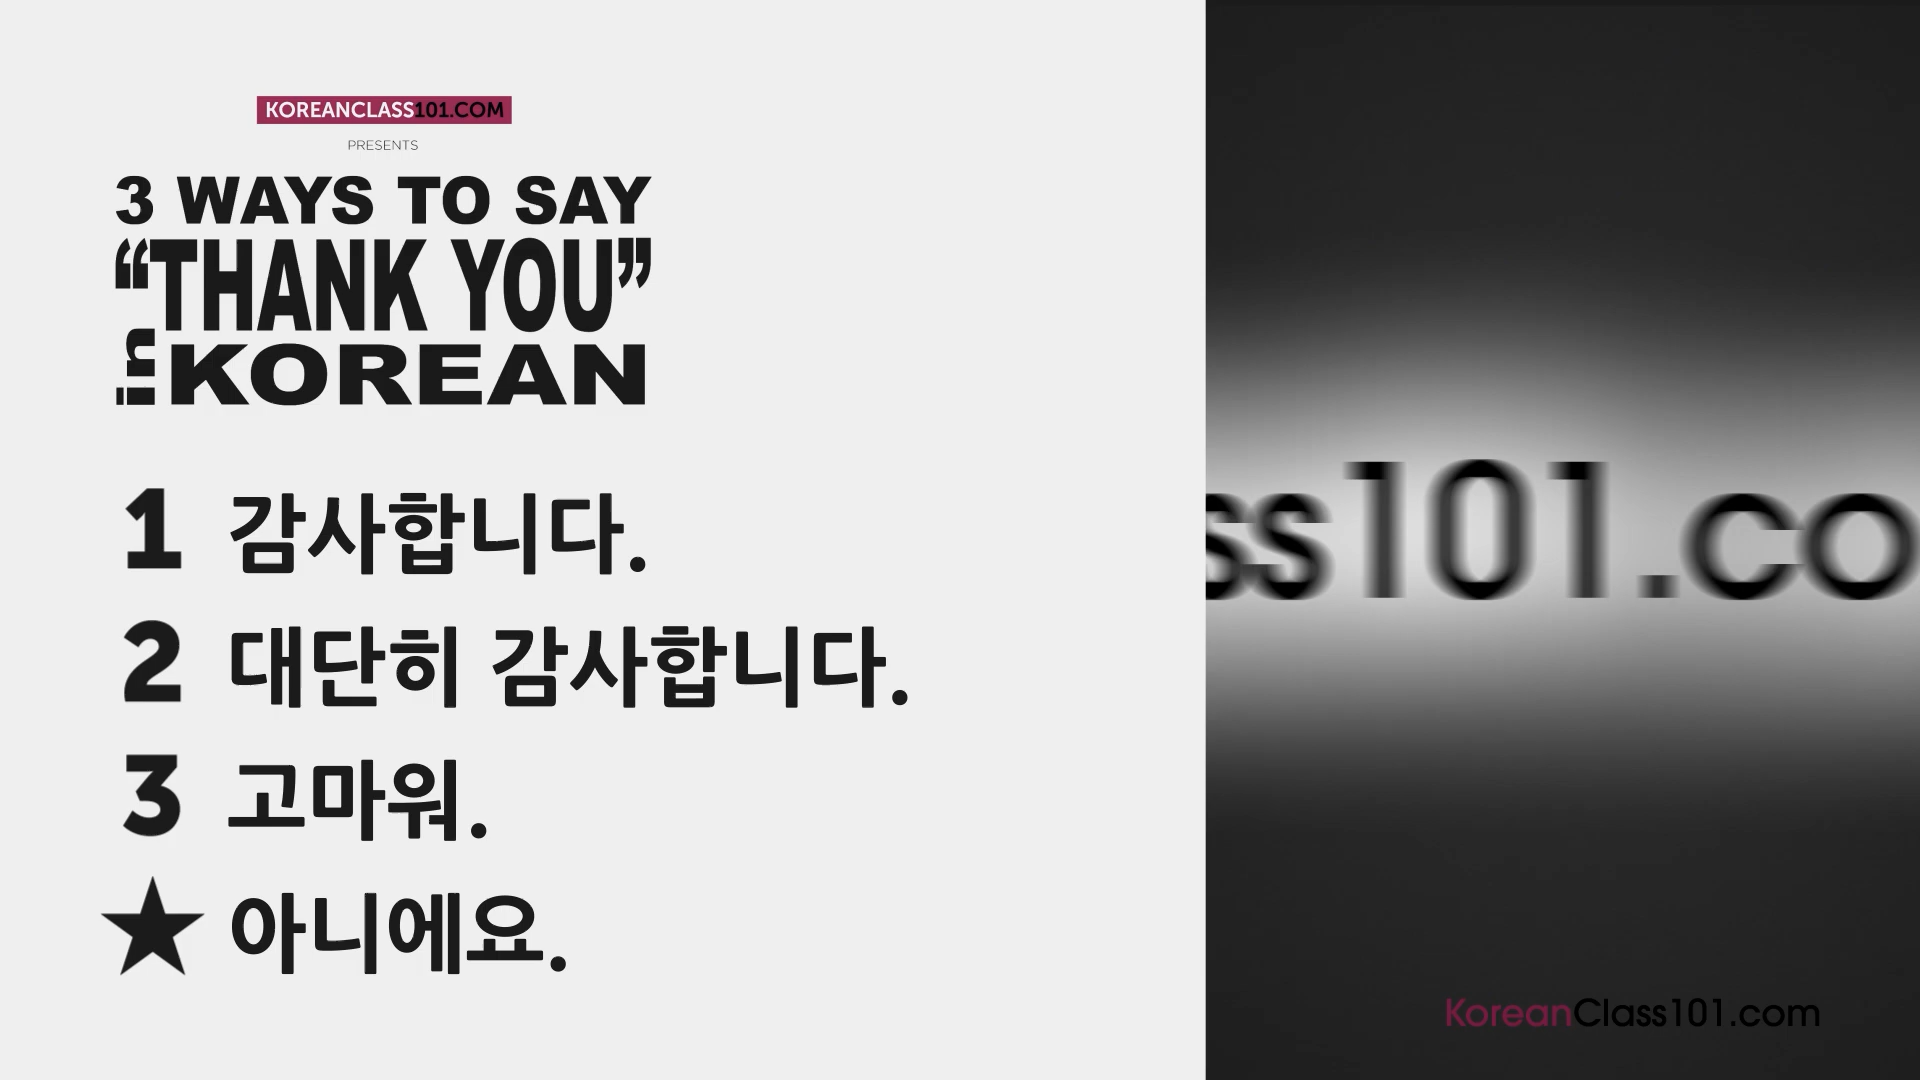 KOREANCLASS101.COM
PRESENTS
3 WAYS TO SAY
“THANK YOU”
in KOREAN
1 감사합니다.
2 대단히 감사합니다.
3 고마워.
★ 아니에요.
ss101.co
KoreanClass101.com